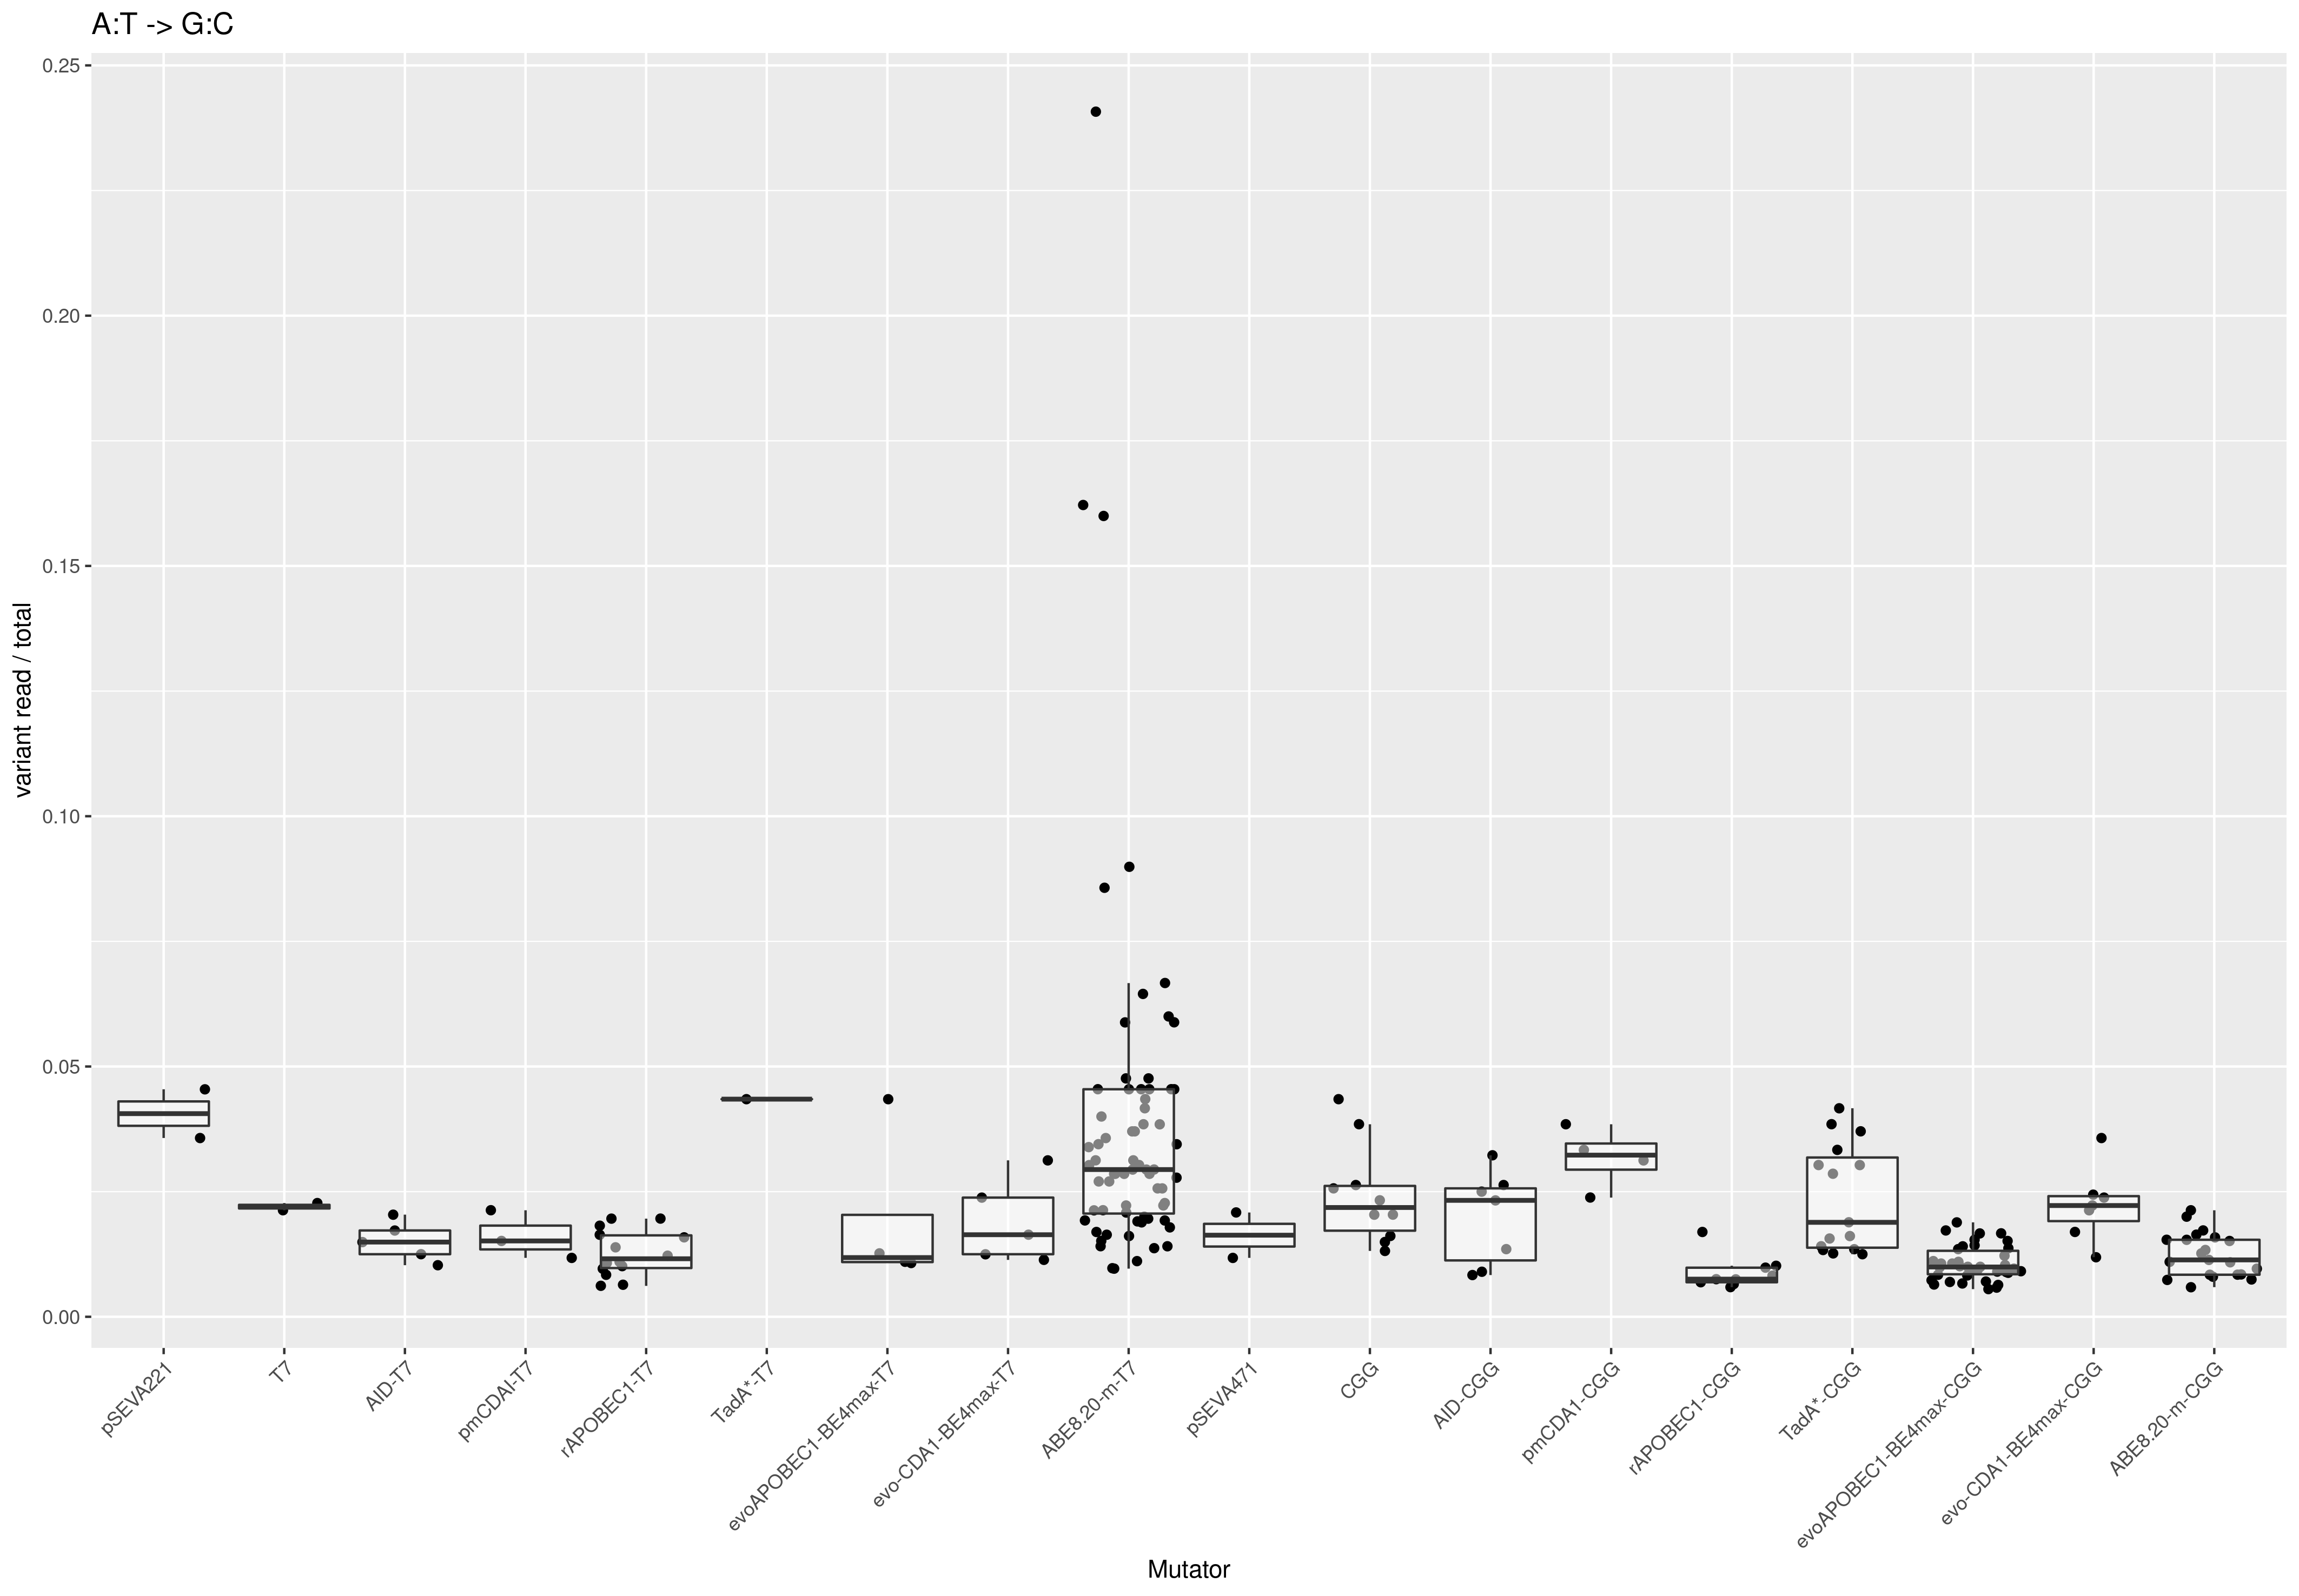 A:T -> G:C
variant read / total
0.25
0.20
0.15
0.10
0.05
0.00
pSEVA221
T7
AID-T7
pmCDAI-T7
rAPOBEC1-T7
TadA*-T7
evoAPOBEC1-BE4max-T7
evo-CDA1-BE4max-T7
ABE8.20-m-T7
pSEVA471
CGG
AID-CGG
pmCDA1-CGG
rAPOBEC1-CGG
TadA*-CGG
evoAPOBEC1-BE4max-CGG
evo-CDA1-BE4max-CGG
ABE8.20-m-CGG
Mutator